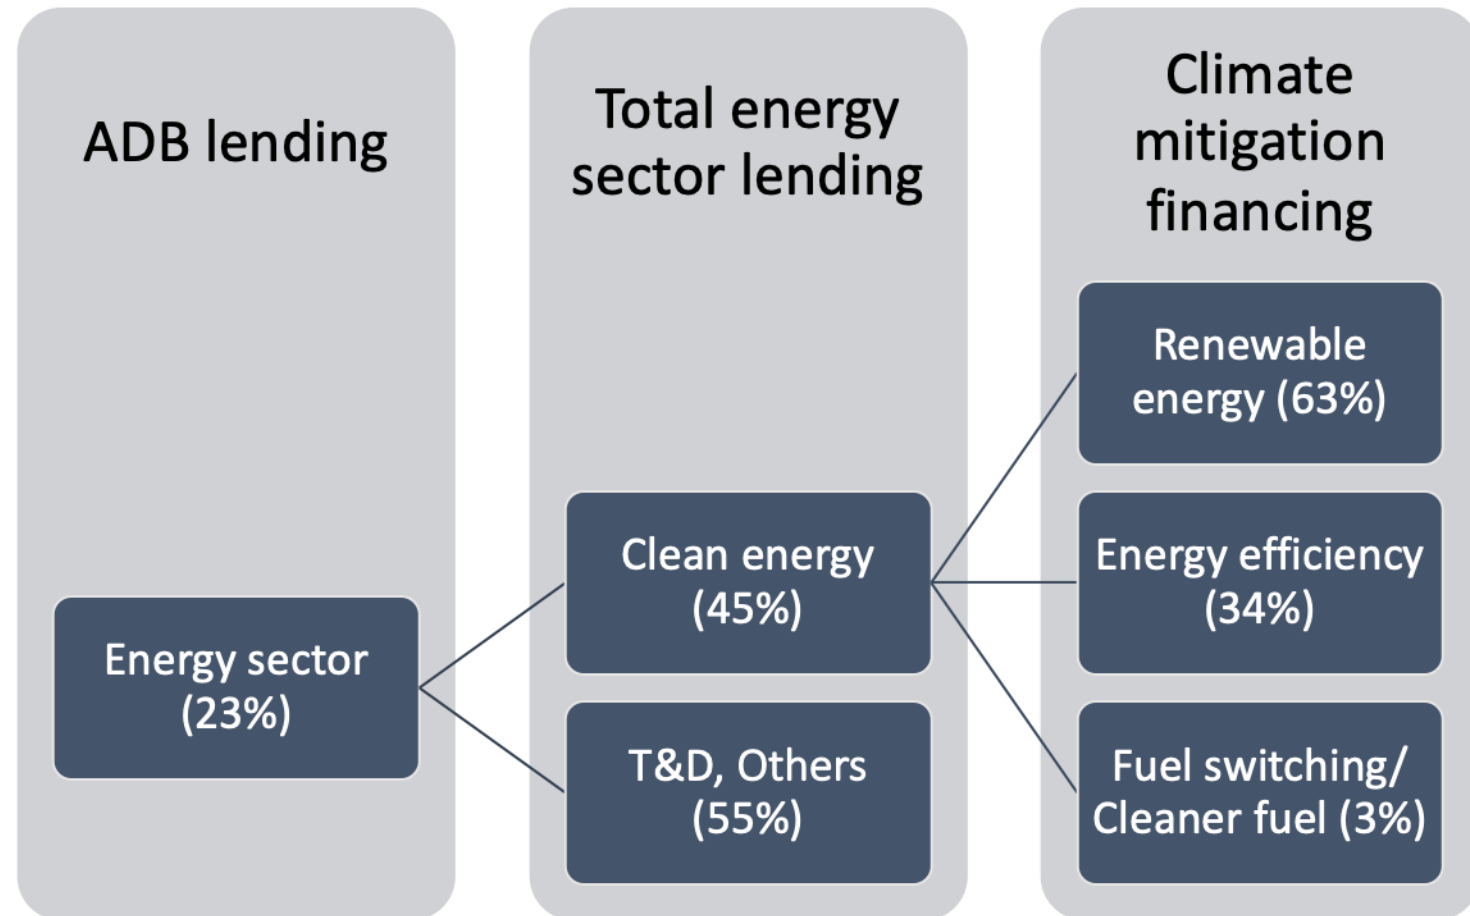 ADB lending
Energy sector
(23%)
Total energy
sector lending
Clean energy
(45%)
T&D, Others
(55%)
Climate
mitigation
financing
Renewable
energy (63%)
Energy efficiency
(34%)
Fuel switching/
Cleaner fuel (3%)